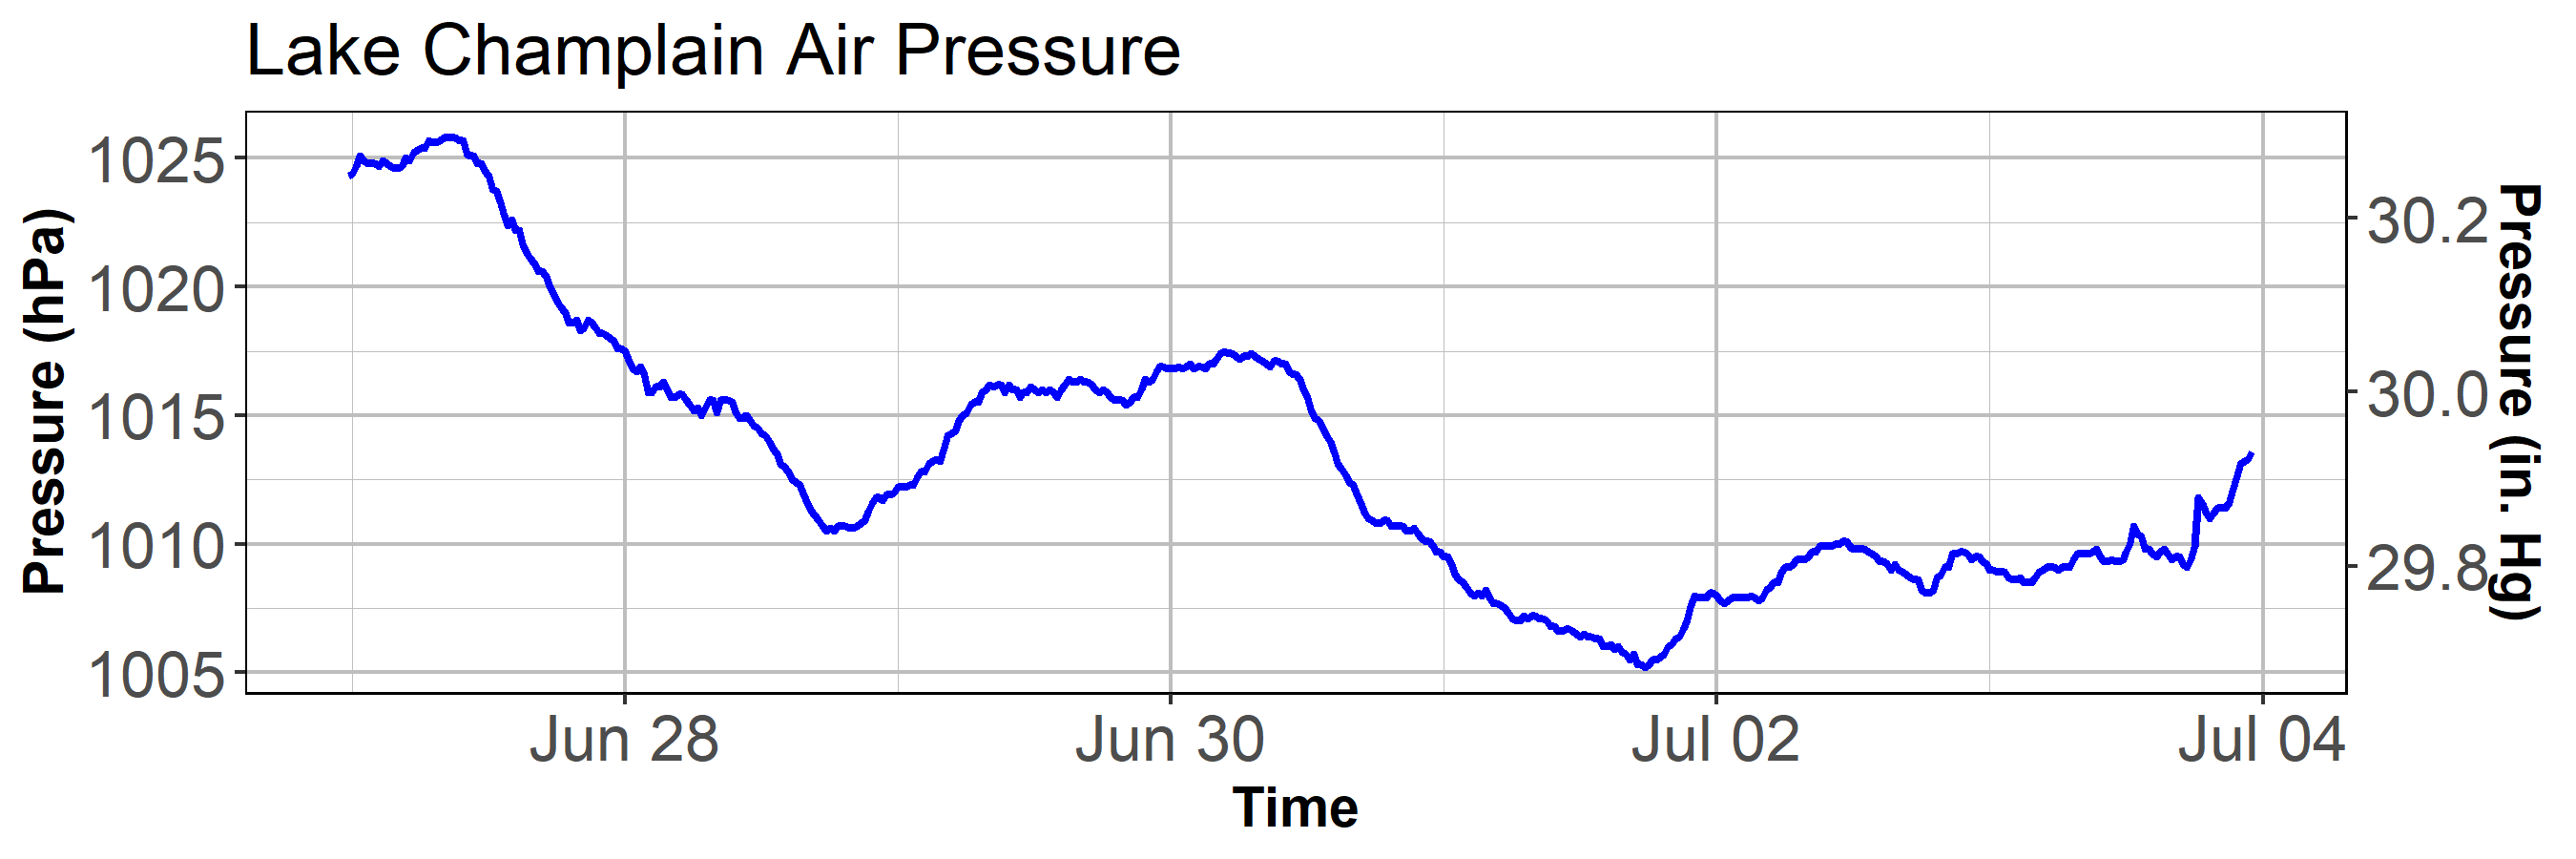 Lake Champlain Air Pressure
Pressure (hPa)
1025
1020
1015
1010
1005
30.2
30.0
29.8
Pressure (in. Hg)
Jun 28
Jun 30
Jul 02
Jul 04
Time